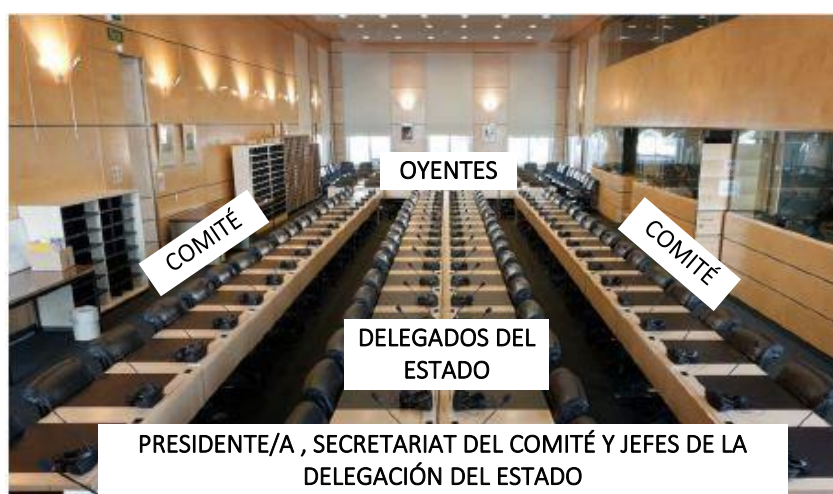 OYENTES
COMITÉ
COMITÉ
DELEGADOS DEL
ESTADO
PRESIDENTE/A , SECRETARIAT DEL COMITÉ Y JEFES DE LA
DELEGACIÓN DEL ESTADO